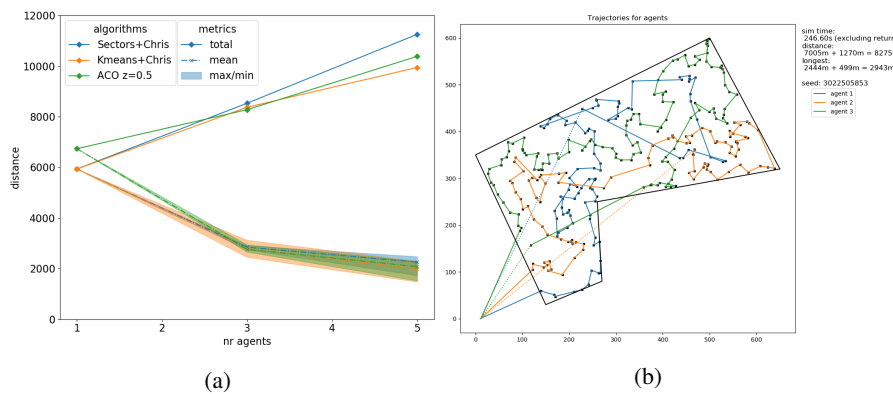 12000
10000
8000
6000
4000
2000
0
distance
algorithms
Sectors+Chris
Kmeans+Chris
ACO z=0.5
metrics
total
mean
max/min
1 2 3 4 5
nr agents
(a)
Trajectories for agents
600
500
400
300
200
100
0
0 100 200 300 400 500 600
sim time:
246.60s (excluding return
distance:
7005m + 1270m = 8275m
longest:
2444m + 499m = 2943m
seed: 3022505853
agent 1
agent 2
agent 3
(b)